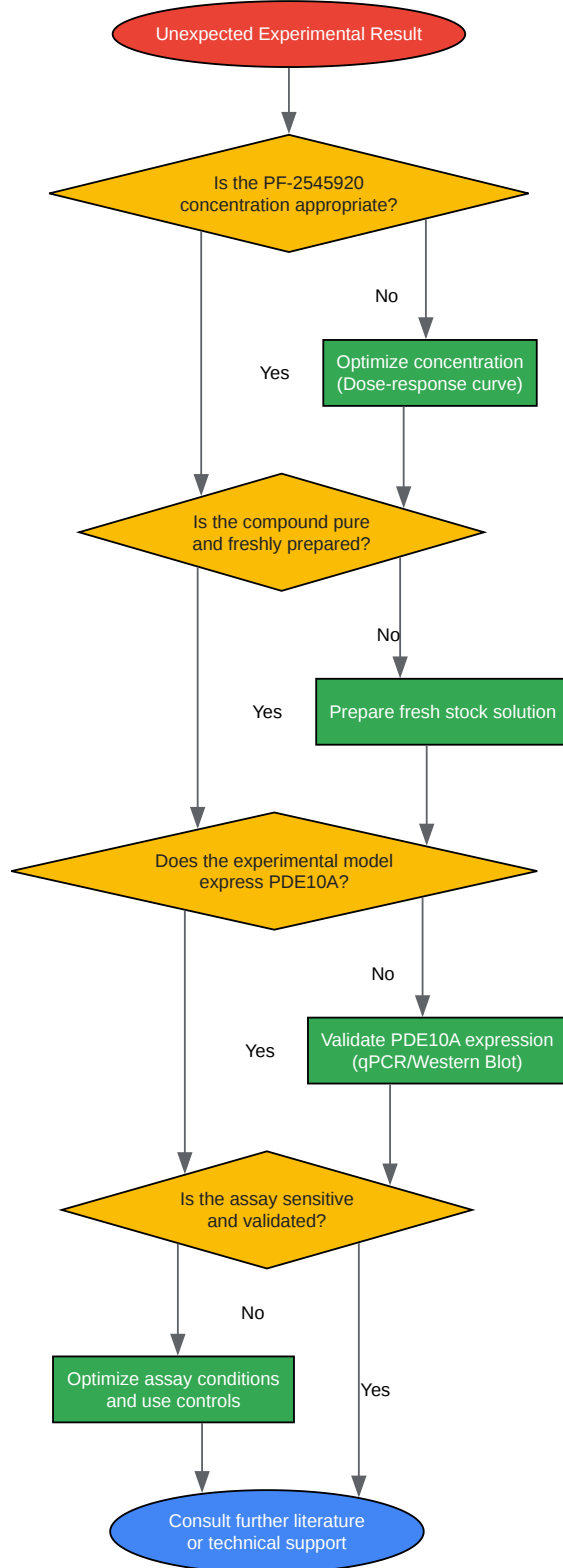 Unexpected Experimental Result
Is the PF-2545920
concentration appropriate?
No
Optimize concentration
(Dose-response curve)
Yes
Is the compound pure
and freshly prepared?
No
Prepare fresh stock solution
Yes
Does the experimental model
express PDE10A?
No
Validate PDE10A expression
(qPCR/Western Blot)
Yes
Is the assay sensitive
and validated?
No
Optimize assay conditions
and use controls
Yes
Consult further literature
or technical support